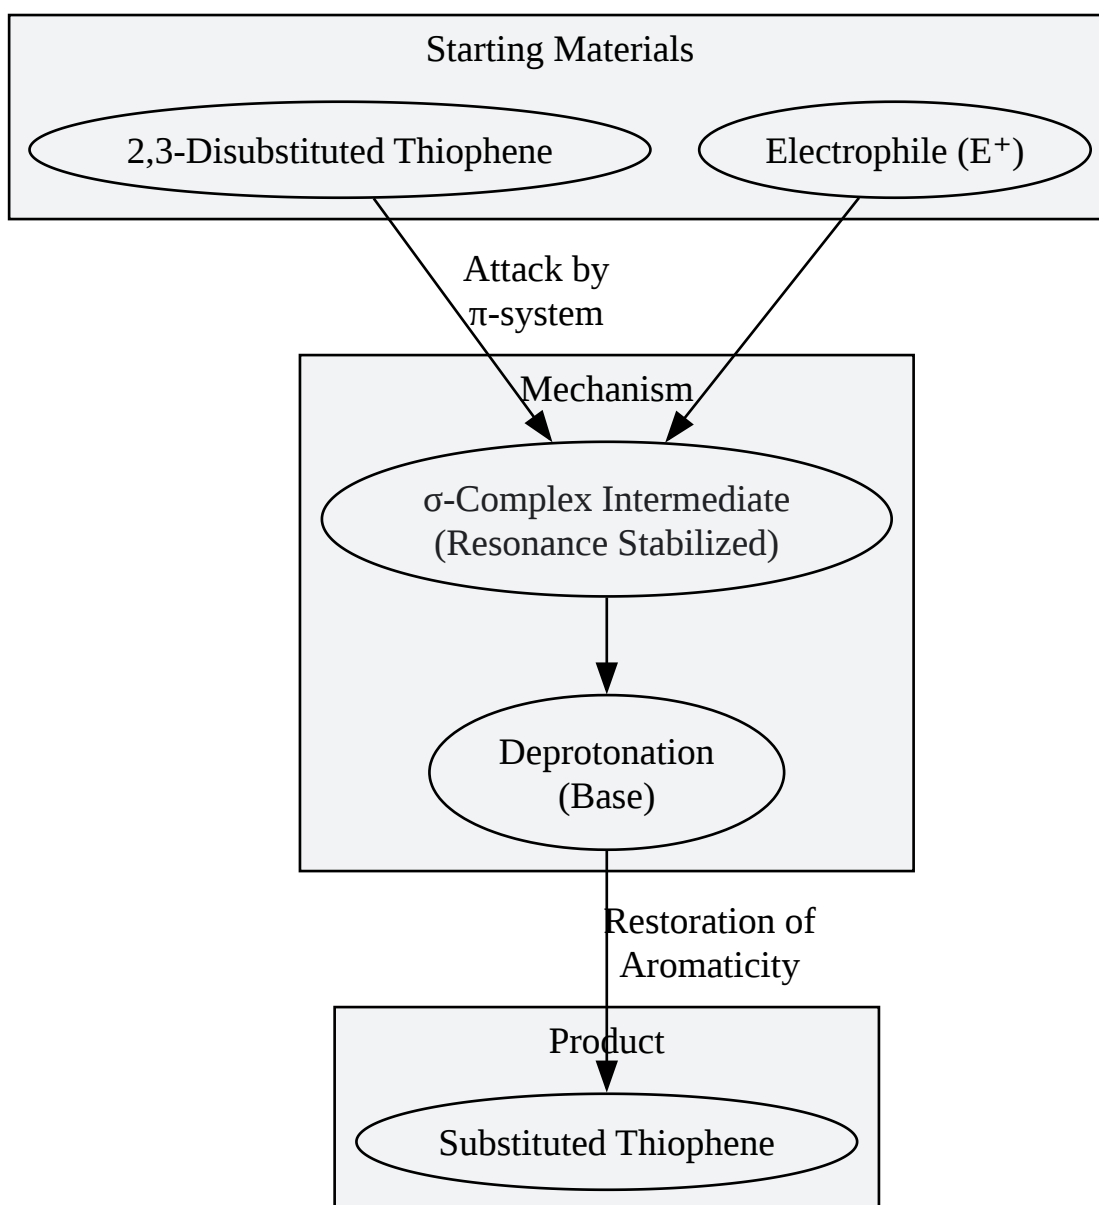 Starting Materials
2,3-Disubstituted Thiophene
Electrophile (E⁺)
Attack by
π-system
Mechanism
σ-Complex Intermediate
(Resonance Stabilized)
Deprotonation
(Base)
Restoration of
Aromaticity
Product
Substituted Thiophene